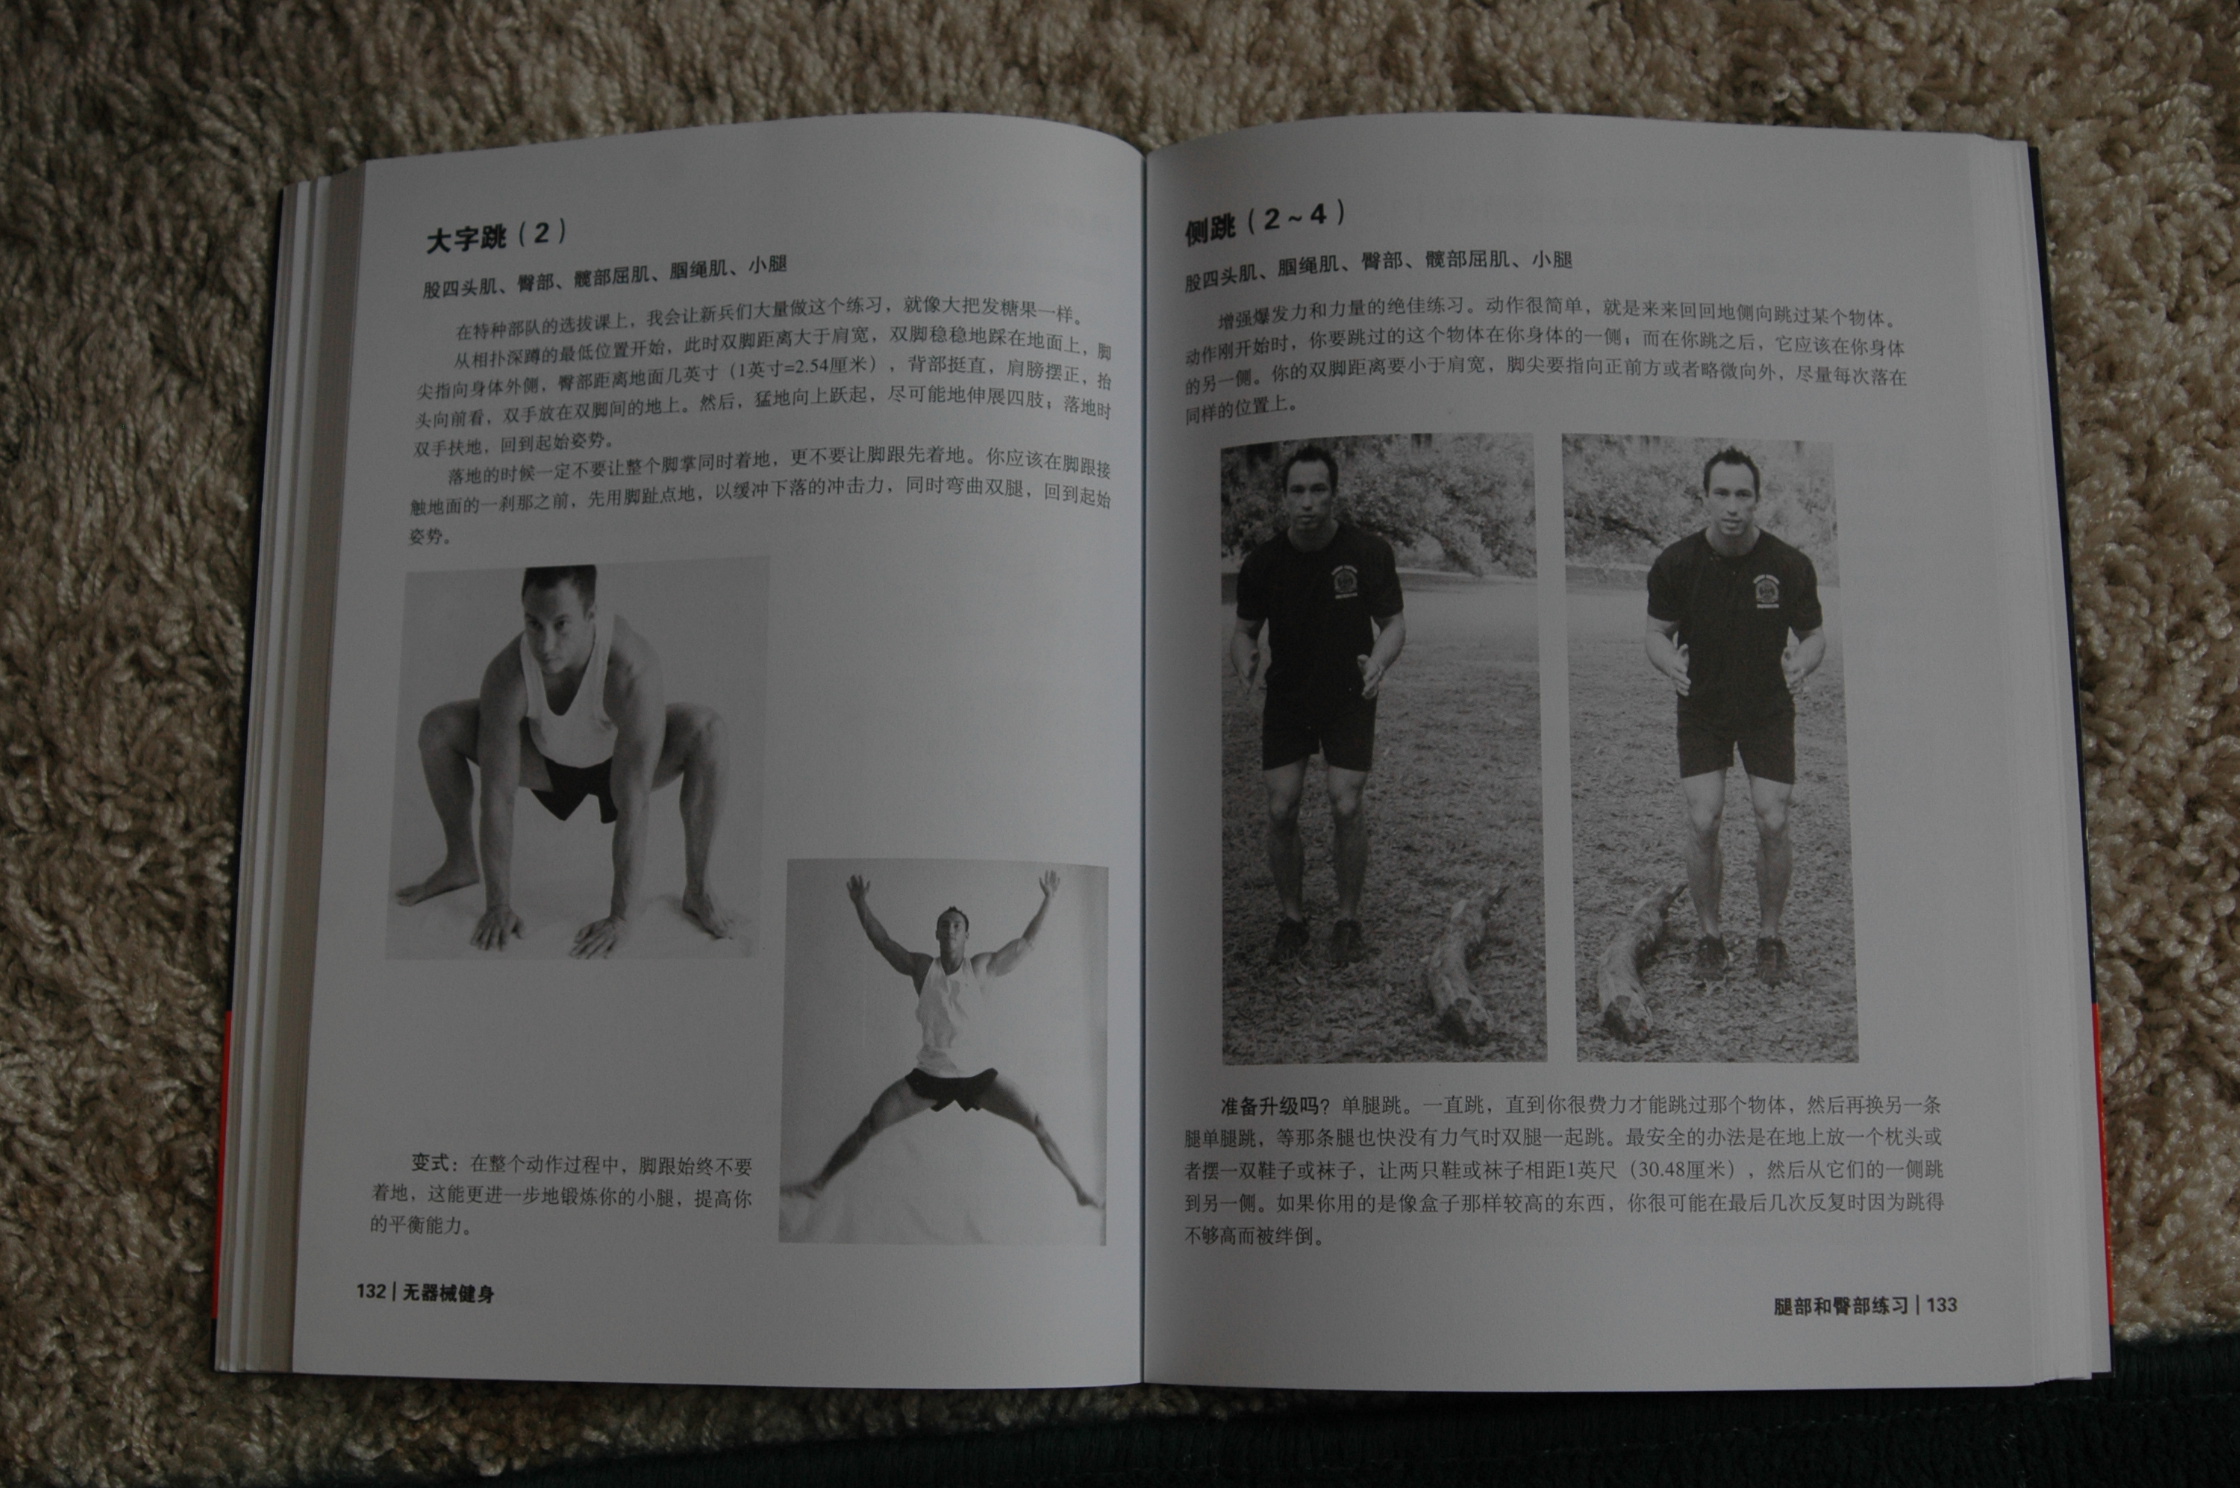 大字跳（2）
股四头肌、臀部、髋部屈肌、腘绳肌、小腿
在特种部队的选拔课上，我会让新兵们大量做这个练习，就像大把发糖果一样。
从相扑深蹲的最低位置开始，此时双脚距离大于肩宽，双脚稳稳地踩在地面上，脚
尖指向身体外侧，臀部距离地面几英寸（1英寸=2.54厘米），背部挺直，肩膀摆正，抬
头向前看，双手放在双脚间的地上。然后，猛地向上跃起，尽可能地伸展四肢；落地时
双手扶地，回到起始姿势。
落地的时候一定不要让整个脚掌同时着地，更不要让脚跟先着地。你应该在脚跟接
触地面的一刹那之前，先用脚趾点地，以缓冲下落的冲击力，同时弯曲双腿，回到起始
姿势。
变式：在整个动作过程中，脚跟始终不要
着地，这能更进一步地锻炼你的小腿，提高你
的平衡能力。
132 | 无器械健身
侧跳（2～4）
股四头肌、腘绳肌、臀部、髋部屈肌、小腿
增强爆发力和力量的绝佳练习。动作很简单，就是来来回回地侧向跳过某个物体。
动作刚开始时，你要跳过的这个物体在你身体的一侧，而在你跳之后，它应该在你身体
的另一侧。你的双脚距离要小于肩宽，脚尖要指向正前方或者略微向外，尽量每次落在
同样的位置上。
准备升级吗？单腿跳。一直跳，直到你很费力才能跳过那个物体，然后再换另一条
腿单腿跳，等那条腿也快没有力气时双腿一起跳。最安全的办法是在地上放一个枕头或
者摆一双鞋子或袜子，让两只鞋或袜子相距1英尺（30.48厘米），然后从它们的一侧跳
到另一侧。如果你用的是像盒子那样较高的东西，你很可能在最后几次反复时因为跳得
不够高而被绊倒。
腿部和臀部练习 | 133